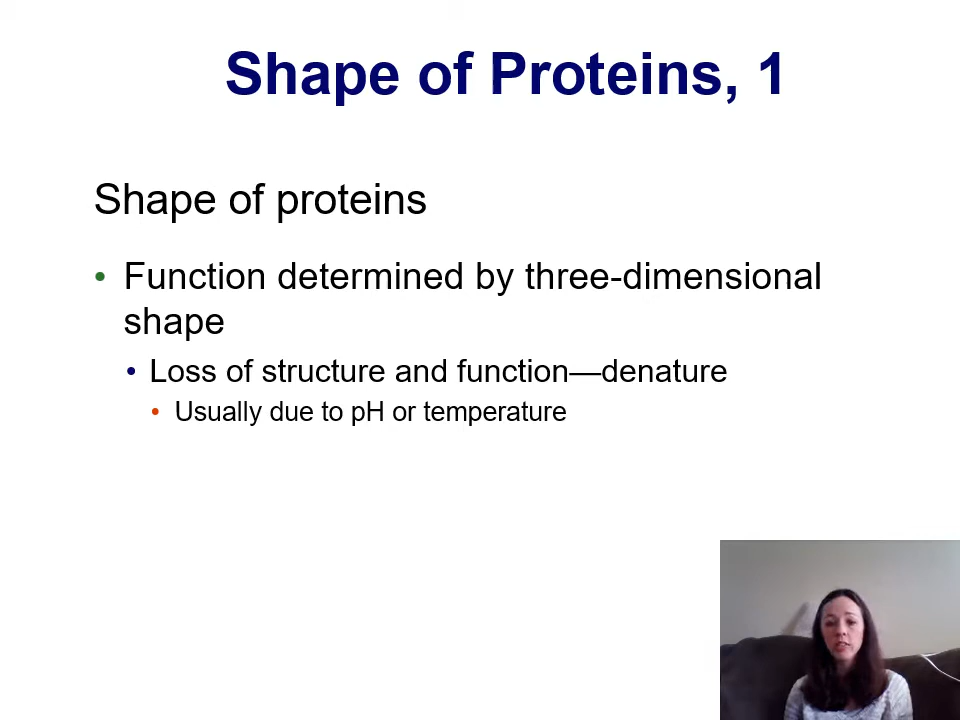 Shape of Proteins, 1
Shape of proteins
• Function determined by three-dimensional
shape
• Loss of structure and function—denature
• Usually due to pH or temperature